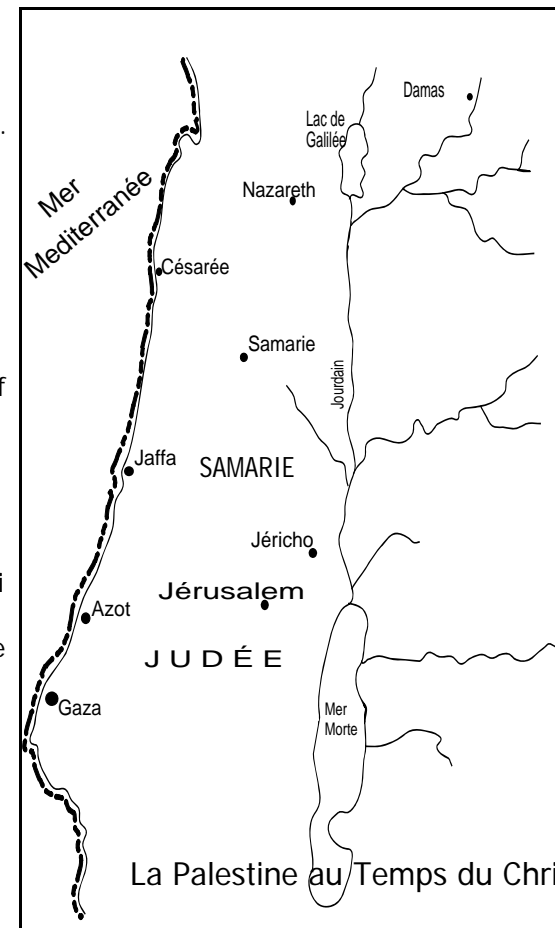 Damas
Lac de
Galilée
Mer
Mediterranée
Nazareth
Césarée
Samarie
Jourdain
Jaffa
SAMARIE
Jéricho
Jérusalem
Azot
JUDÉE
Gaza
Mer
Morte
La Palestine au Temps du Chri